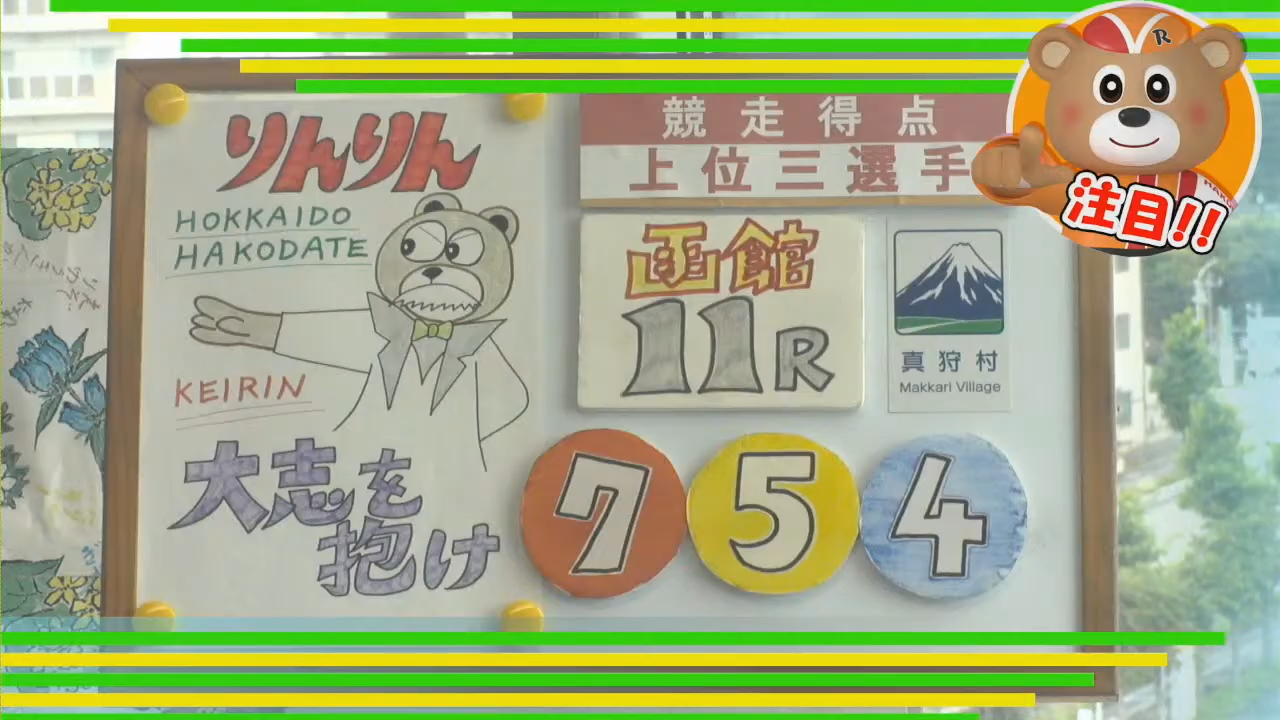 りんりん
HOKKAIDO
HAKODATE
KEIRIN
大志を
抱け
競走得点
上位三選手
函館
11R
真狩村
Makkari Village
7 5 4
R
注目!!